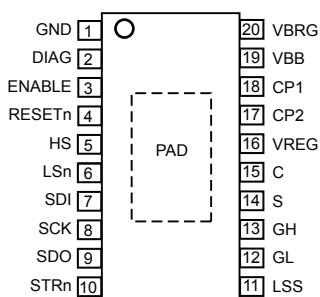 GND 1 20 VBRG
DIAG 2 19 VBB
ENABLE 3 18 CP1
RESETn 4 17 CP2
HS 5 16 VREG
LSn 6 15 C
SDI 7 14 S
SCK 8 13 GH
SDO 9 12 GL
STRn 10 11 LSS
PAD